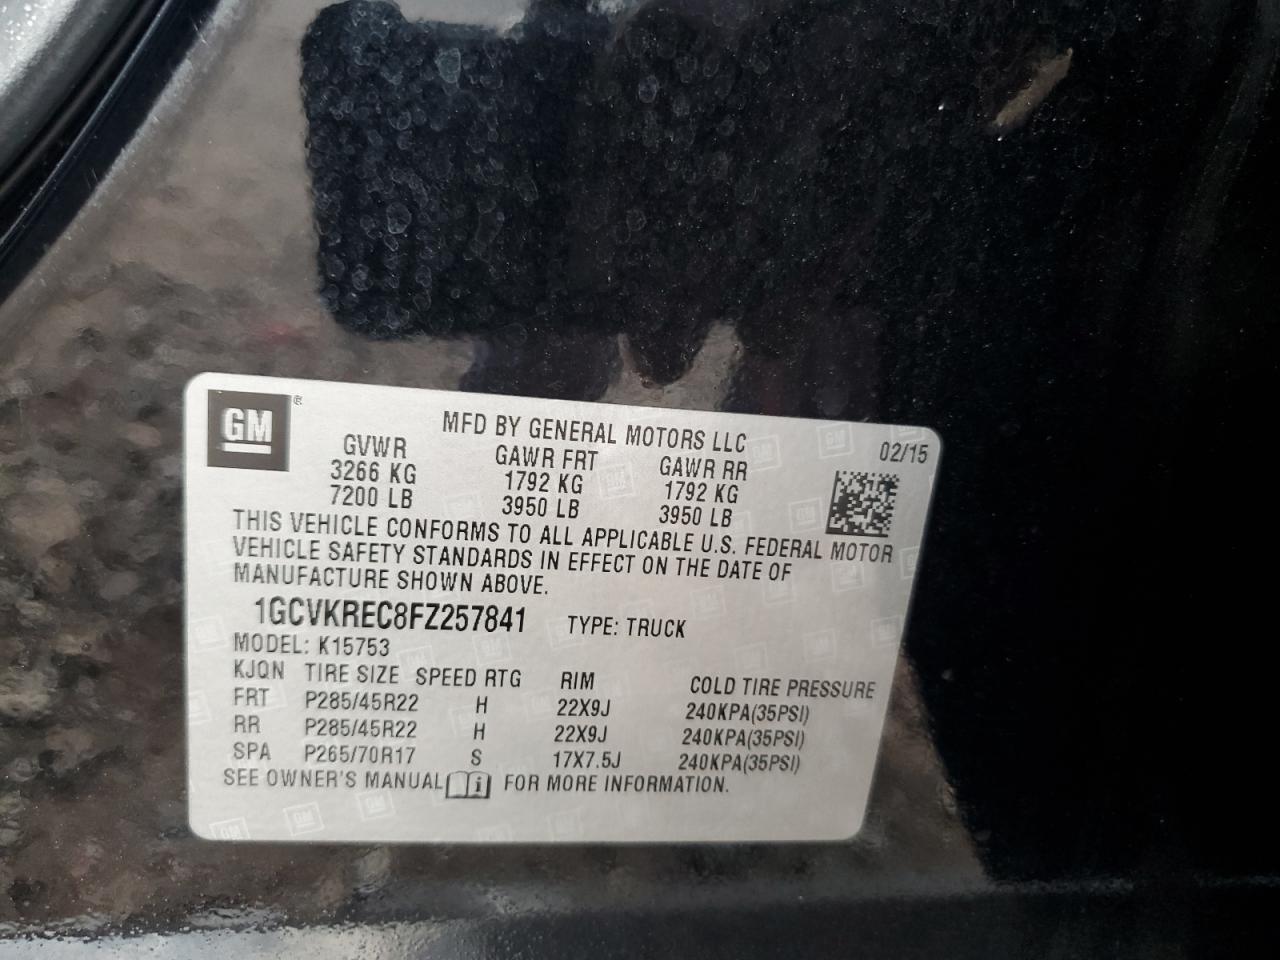 GM
MFD BY GENERAL MOTORS LLC
02/15
GVWR GAWR FRT GAWR RR
3266 KG 1792 KG 1792 KG
7200 LB 3950 LB 3950 LB
THIS VEHICLE CONFORMS TO ALL APPLICABLE U.S. FEDERAL MOTOR
VEHICLE SAFETY STANDARDS IN EFFECT ON THE DATE OF
MANUFACTURE SHOWN ABOVE.
1GCVKREC8FZ257841 TYPE: TRUCK
MODEL: K15753
KJQN TIRE SIZE SPEED RTG RIM COLD TIRE PRESSURE
FRT P285/45R22 H 22X9J 240KPA(35PSI)
RR P285/45R22 H 22X9J 240KPA(35PSI)
SPA P265/70R17 S 17X7.5J 240KPA(35PSI)
SEE OWNER'S MANUAL i FOR MORE INFORMATION.